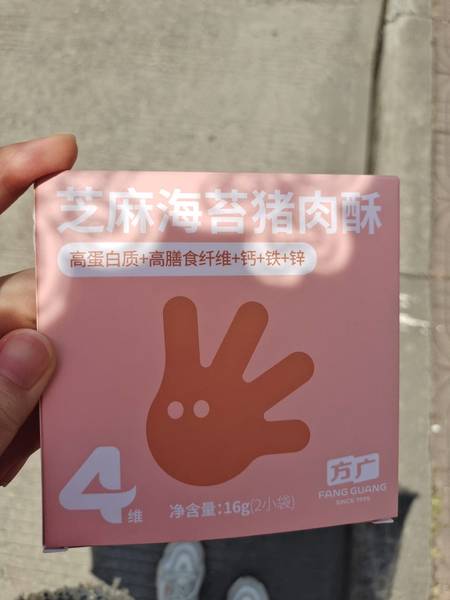 芝麻海苔猪肉酥
高蛋白质+高膳食纤维+钙+铁+锌
4维
净含量:16g(2小袋)
方广
FANG GUANG
SINCE 1995